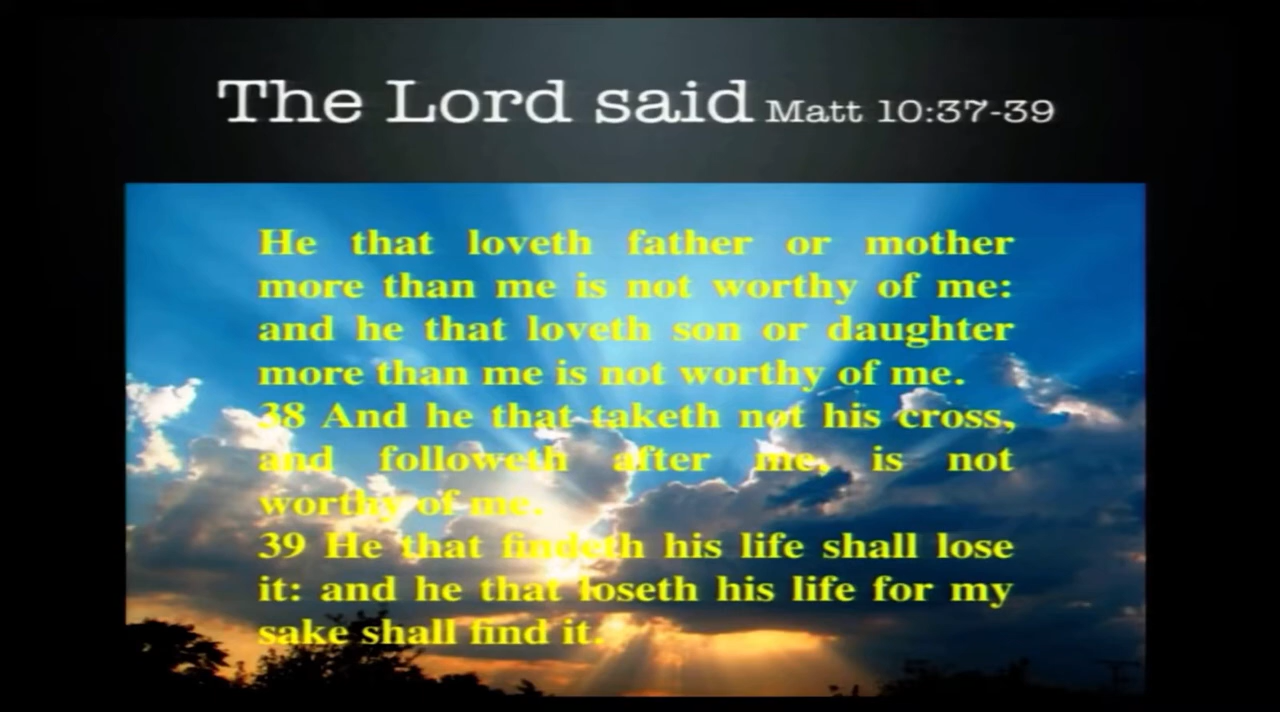 The Lord said Matt 10:37-39
He that loveth father or mother
more than me is not worthy of me:
and he that loveth son or daughter
more than me is not worthy of me.
38 And he that taketh not his cross,
and followeth after me, is not
worthy of me.
39 He that findeth his life shall lose
it: and he that loseth his life for my
sake shall find it.